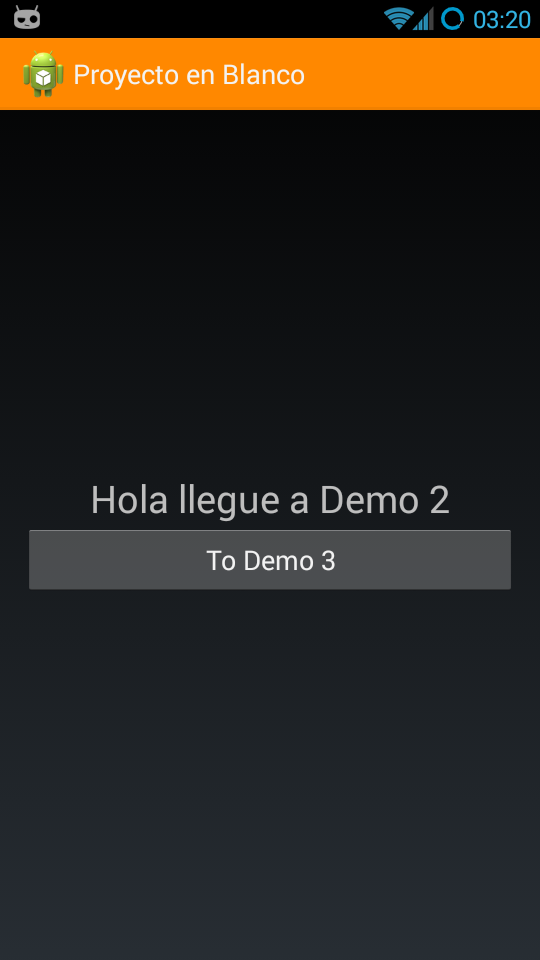 03:20
Proyecto en Blanco
Hola llegue a Demo 2
To Demo 3